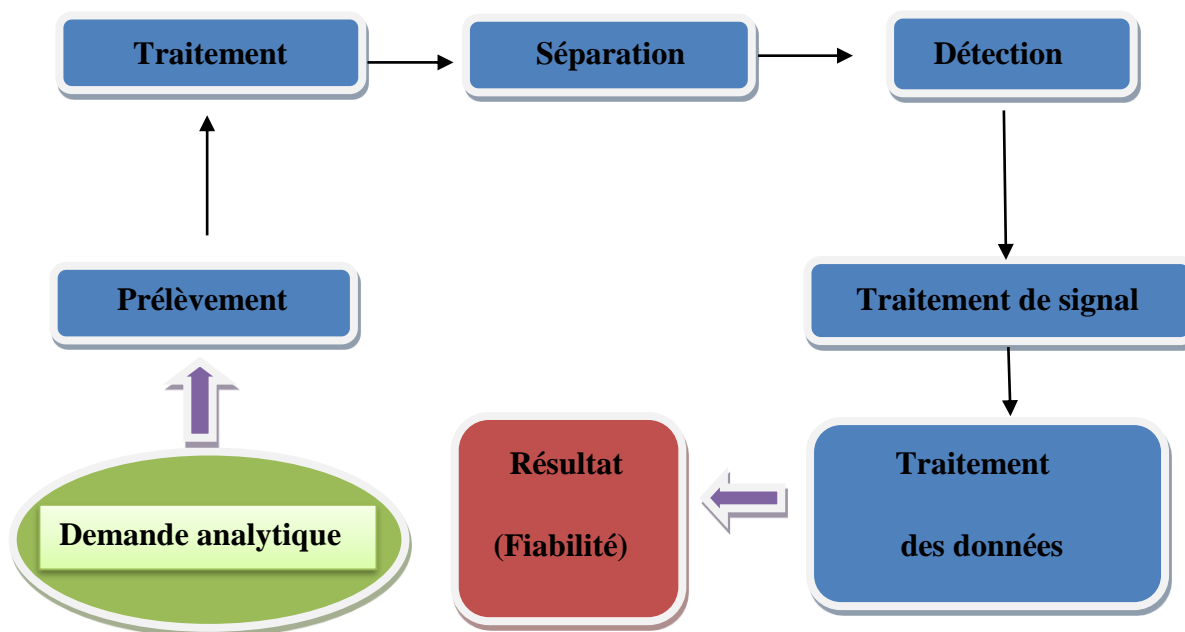 Traitement
Séparation
Détection
Prélèvement
Traitement de signal
Résultat
(Fiabilité)
Traitement
des données
Demande analytique